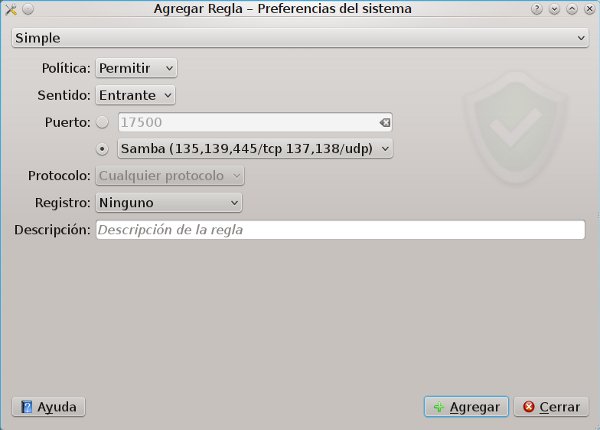 Agregar Regla – Preferencias del sistema
Simple
Política: Permitir
Sentido: Entrante
Puerto: 17500
Samba (135,139,445/tcp 137,138/udp)
Protocolo: Cualquier protocolo
Registro: Ninguno
Descripción: Descripción de la regla
Ayuda Agregar Cerrar